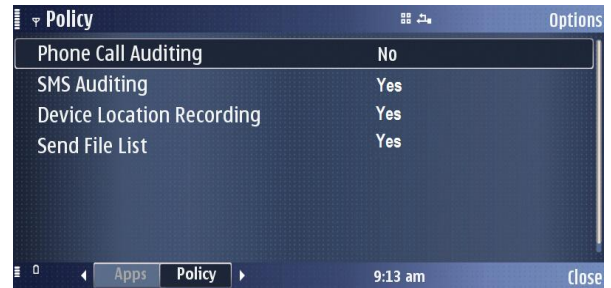 Policy Options
Phone Call Auditing No
SMS Auditing Yes
Device Location Recording Yes
Send File List Yes
Apps Policy 9:13 am Close